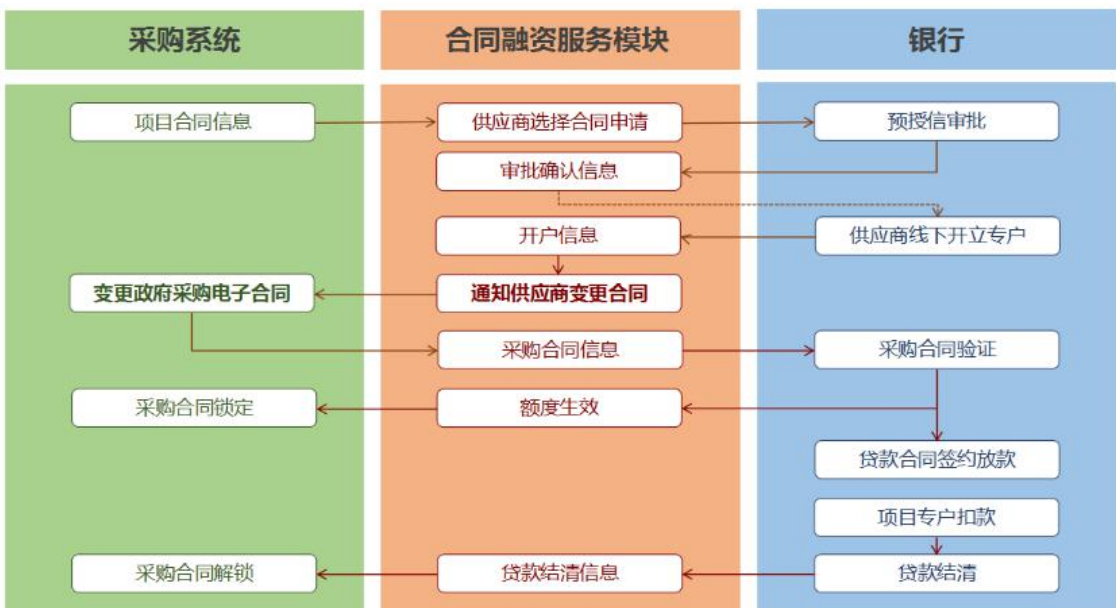 采购系统
合同融资服务模块
银行
项目合同信息
供应商选择合同申请
预授信审批
审批确认信息
开户信息
供应商线下开立专户
变更政府采购电子合同
通知供应商变更合同
采购合同信息
采购合同验证
采购合同锁定
额度生效
贷款合同签约放款
项目专户扣款
采购合同解锁
贷款结清信息
贷款结清